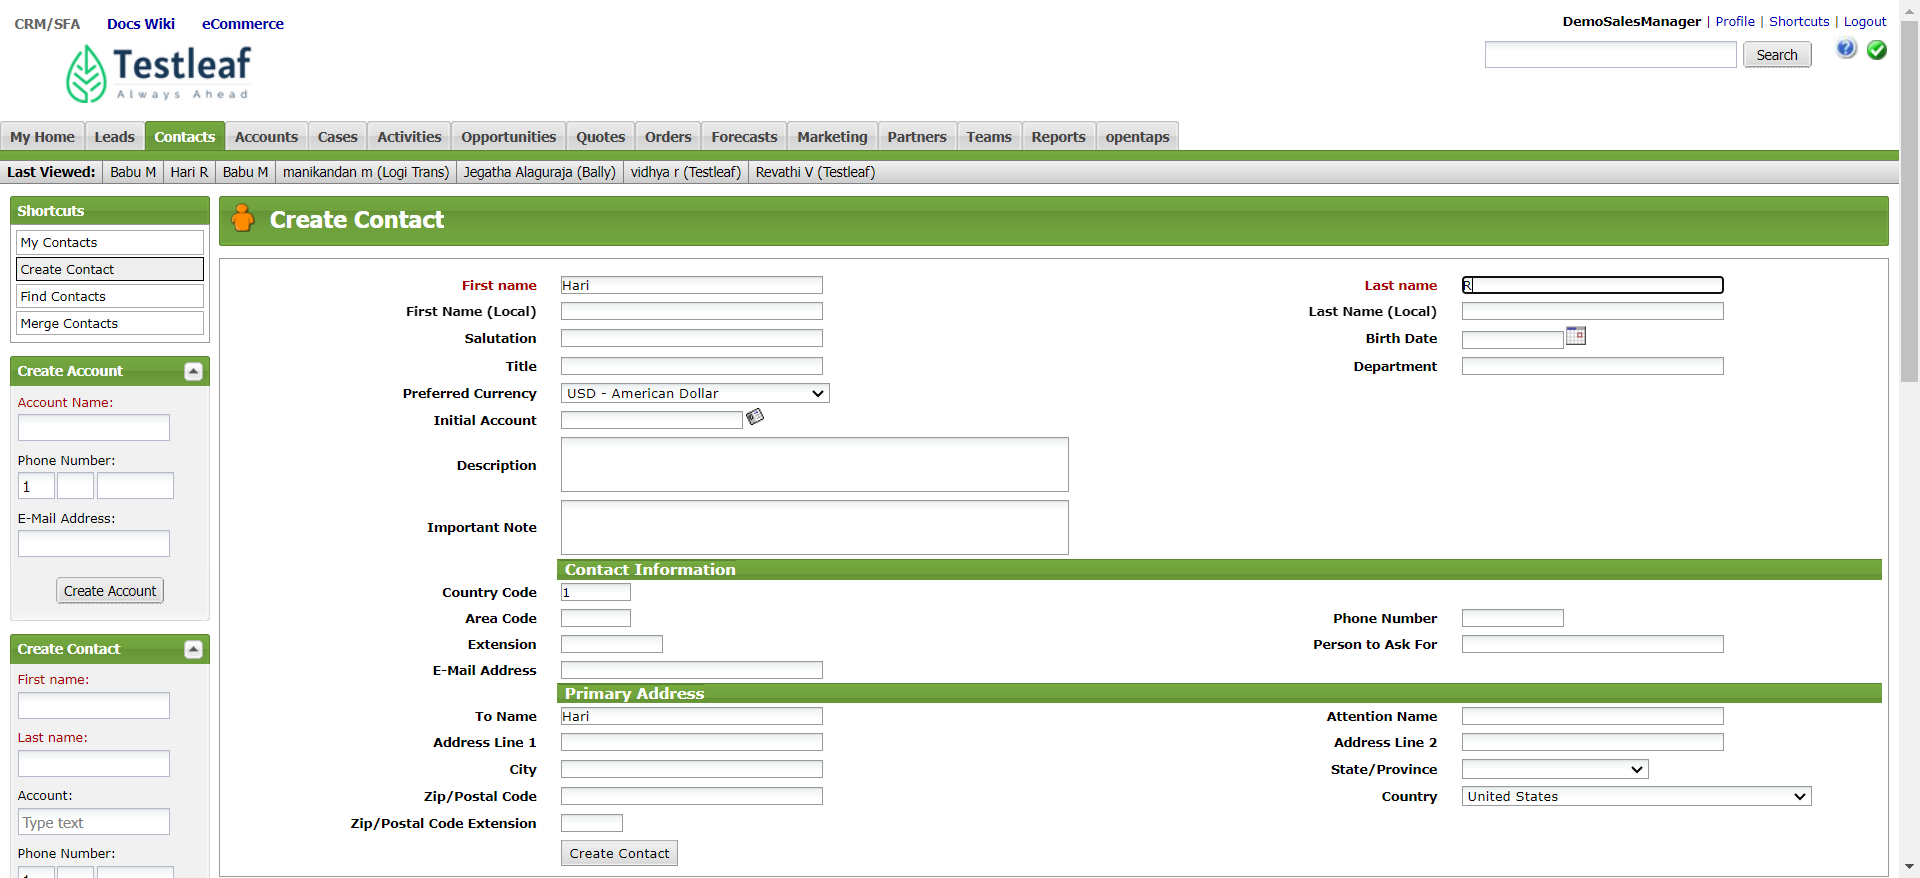 CRM/SFA Docs Wiki eCommerce
DemoSalesManager | Profile | Shortcuts | Logout
Testleaf
Always Ahead
Search
My Home Leads Contacts Accounts Cases Activities Opportunities Quotes Orders Forecasts Marketing Partners Teams Reports opentaps
Last Viewed: Babu M Hari R Babu M manikandan m (Logi Trans) Jegatha Alaguraja (Bally) vidhya r (Testleaf) Revathi V (Testleaf)
Shortcuts
My Contacts
Create Contact
Find Contacts
Merge Contacts
Create Account
Account Name:
Phone Number:
1
E-Mail Address:
Create Account
Create Contact
First name:
Last name:
Account:
Type text
Phone Number:
Create Contact
First name Hari Last name R
First Name (Local) Last Name (Local)
Salutation Birth Date
Title Department
Preferred Currency USD - American Dollar
Initial Account
Description
Important Note
Contact Information
Country Code 1
Area Code Phone Number
Extension Person to Ask For
E-Mail Address
Primary Address
To Name Hari Attention Name
Address Line 1 Address Line 2
City State/Province
Zip/Postal Code Country United States
Zip/Postal Code Extension
Create Contact